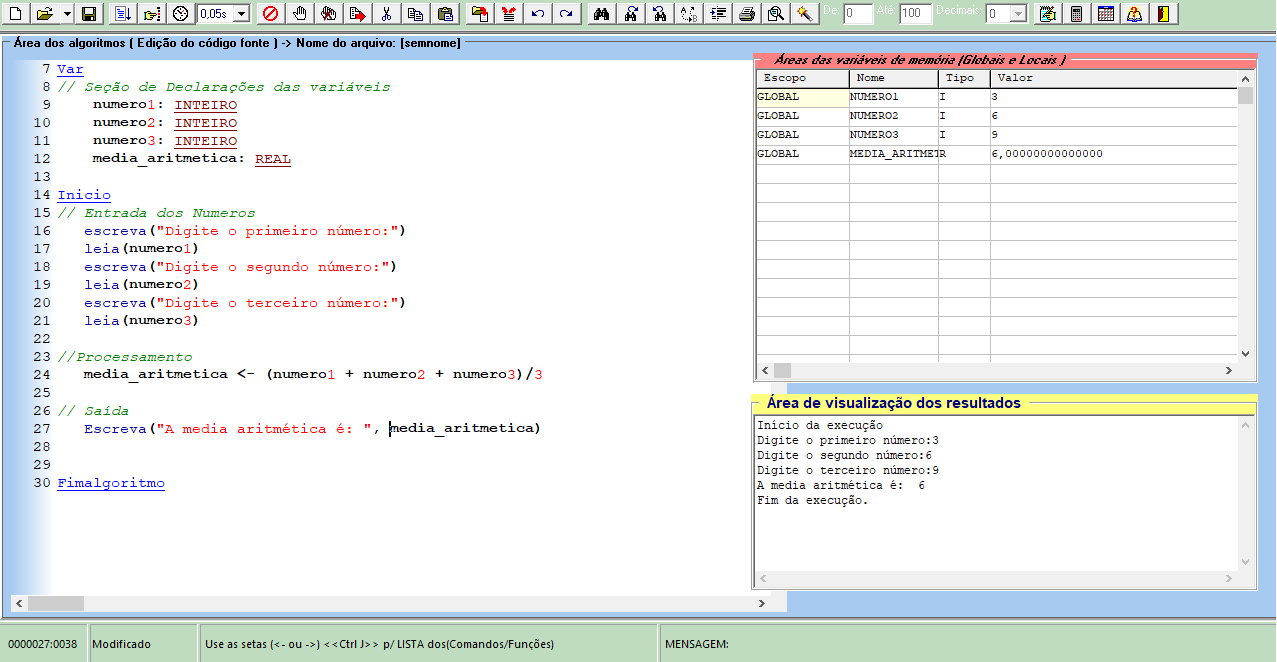 0,05s De: 0 Até: 100 Decimais: 0
Área dos algoritmos ( Edição do código fonte ) -> Nome do arquivo: [semnome]
7 Var
8 // Seção de Declarações das variáveis
9 numero1: INTEIRO
10 numero2: INTEIRO
11 numero3: INTEIRO
12 media_aritmetica: REAL
13
14 Inicio
15 // Entrada dos Numeros
16 escreva("Digite o primeiro número:")
17 leia(numero1)
18 escreva("Digite o segundo número:")
19 leia(numero2)
20 escreva("Digite o terceiro número:")
21 leia(numero3)
22
23 //Processamento
24 media_aritmetica <- (numero1 + numero2 + numero3)/3
25
26 // Saída
27 Escreva("A media aritmética é: ", media_aritmetica)
28
29
30 Fimalgoritmo
Áreas das variáveis de memória (Globais e Locais )
Escopo Nome Tipo Valor
GLOBAL NUMERO1 I 3
GLOBAL NUMERO2 I 6
GLOBAL NUMERO3 I 9
GLOBAL MEDIA_ARITMET R 6,00000000000000
Área de visualização dos resultados
Início da execução
Digite o primeiro número:3
Digite o segundo número:6
Digite o terceiro número:9
A media aritmética é:  6
Fim da execução.
0000027:0038 Modificado Use as setas (<- ou ->) <<Ctrl J>> p/ LISTA dos(Comandos/Funções) MENSAGEM: